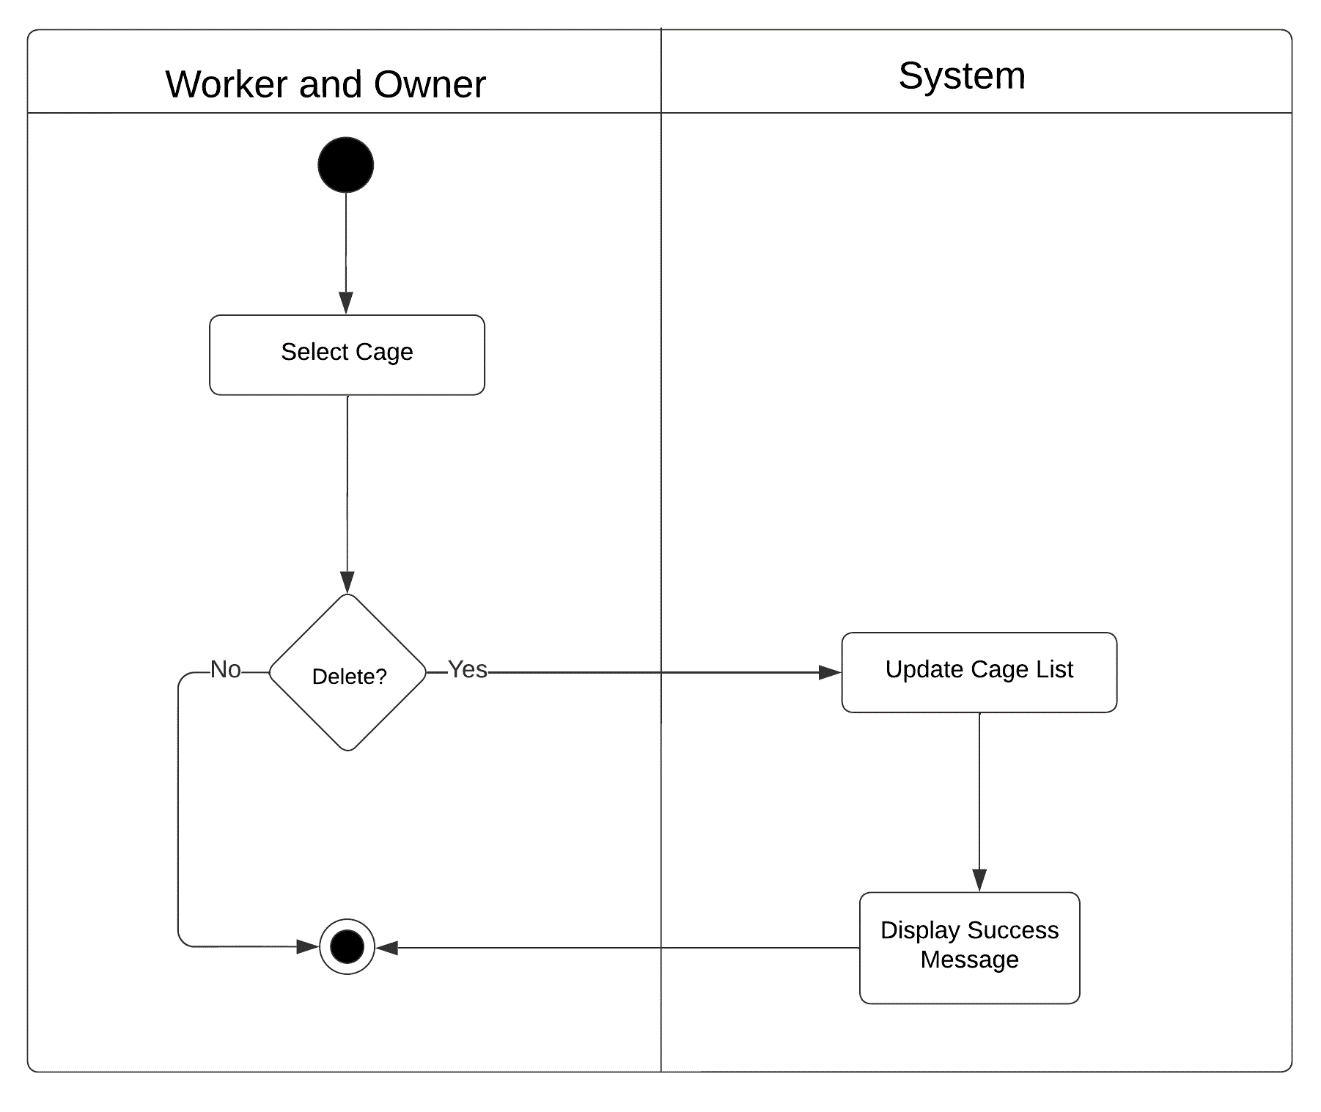 Worker and Owner
System
Select Cage
Delete?
No
Yes
Update Cage List
Display Success
Message